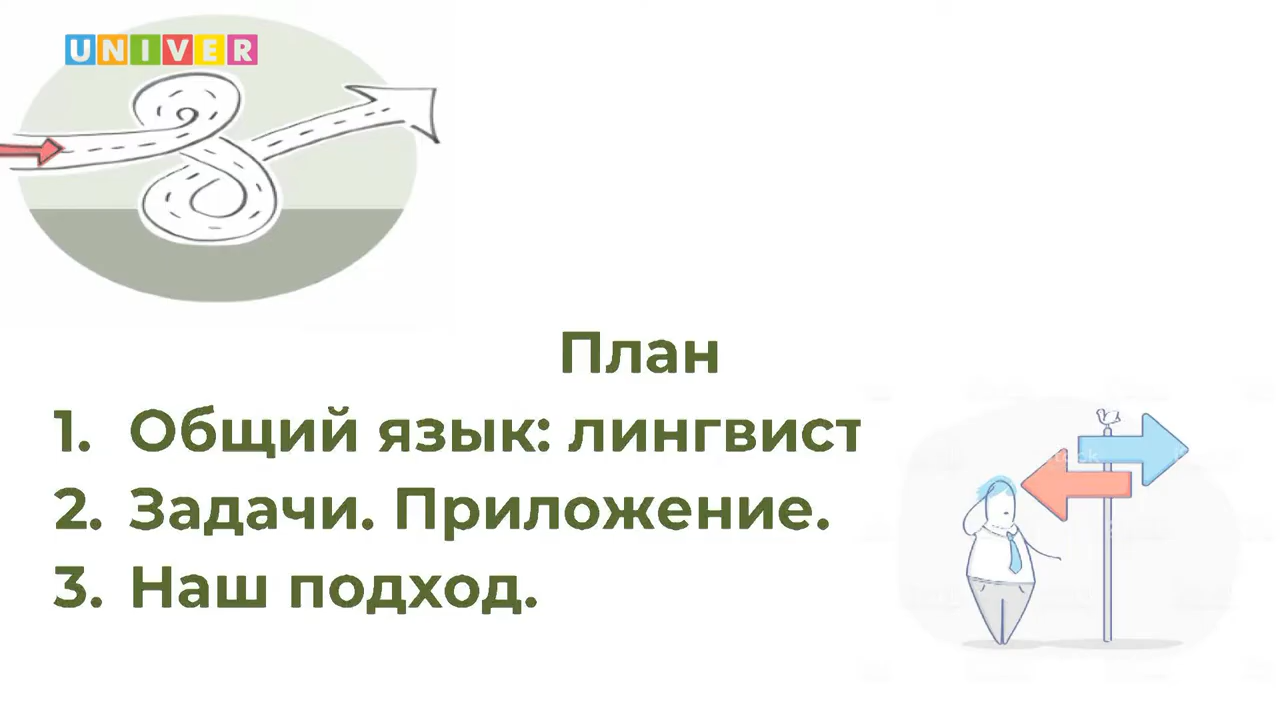 UNIVER
План
1. Общий язык: лингвист
2. Задачи. Приложение.
3. Наш подход.